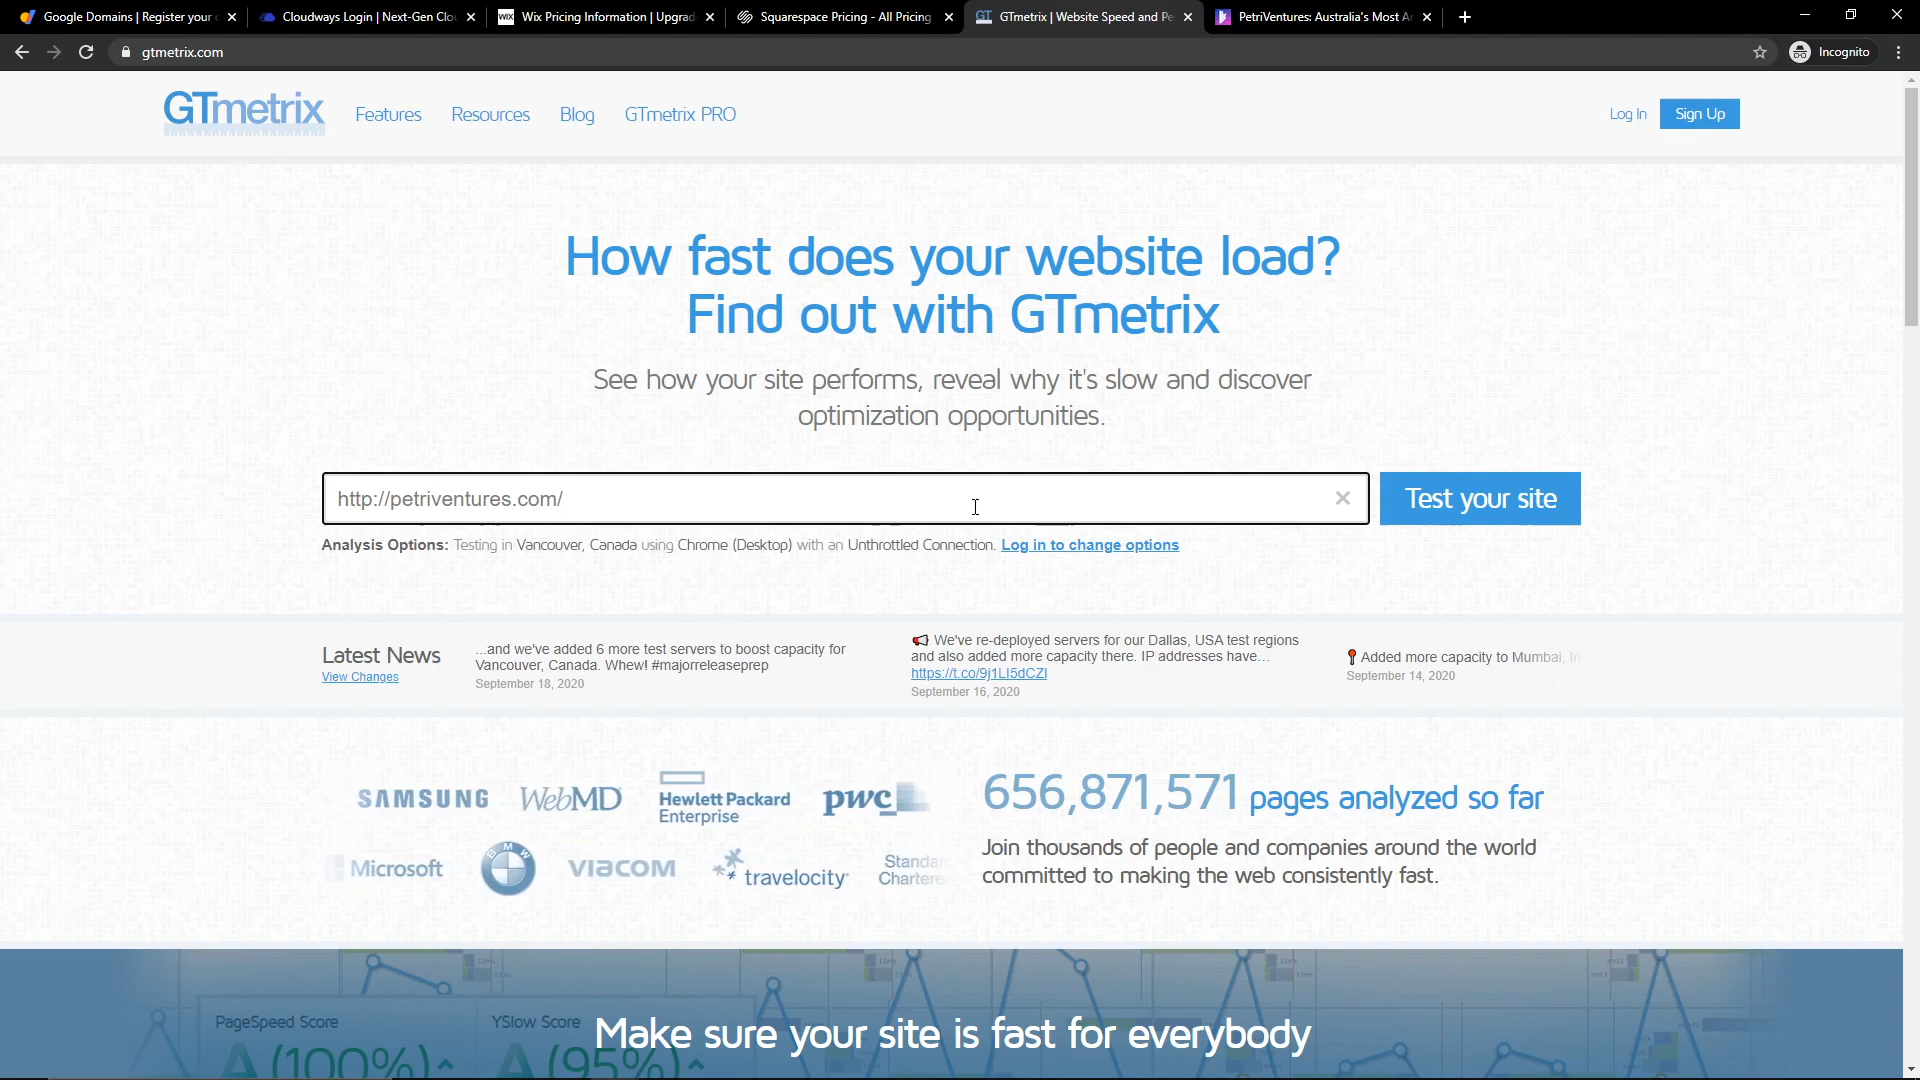 Google Domains | Register your
Cloudways Login | Next-Gen Clo
WIX Wix Pricing Information | Upgrad
Squarespace Pricing - All Pricing
GT GTmetrix | Website Speed and Pe
PetriVentures: Australia's Most A
gtmetrix.com
Incognito
GTmetrix
Features
Resources
Blog
GTmetrix PRO
Log In
Sign Up
How fast does your website load?
Find out with GTmetrix
See how your site performs, reveal why it's slow and discover
optimization opportunities.
http://petriventures.com/
Test your site
Analysis Options: Testing in Vancouver, Canada using Chrome (Desktop) with an Unthrottled Connection. Log in to change options
Latest News
View Changes
...and we've added 6 more test servers to boost capacity for
Vancouver, Canada. Whew! #majorreleaseprep
September 18, 2020
We've re-deployed servers for our Dallas, USA test regions
and also added more capacity there. IP addresses have...
https://t.co/9j1LI5dCZI
September 16, 2020
Added more capacity to Mumbai, In
September 14, 2020
SAMSUNG
WebMD
Hewlett Packard
Enterprise
pwc
Microsoft
BMW
VIACOM
travelocity
Standar
Chartere
656,871,571 pages analyzed so far
Join thousands of people and companies around the world
committed to making the web consistently fast.
PageSpeed Score
A (100%)
YSlow Score
A (95%)
Make sure your site is fast for everybody